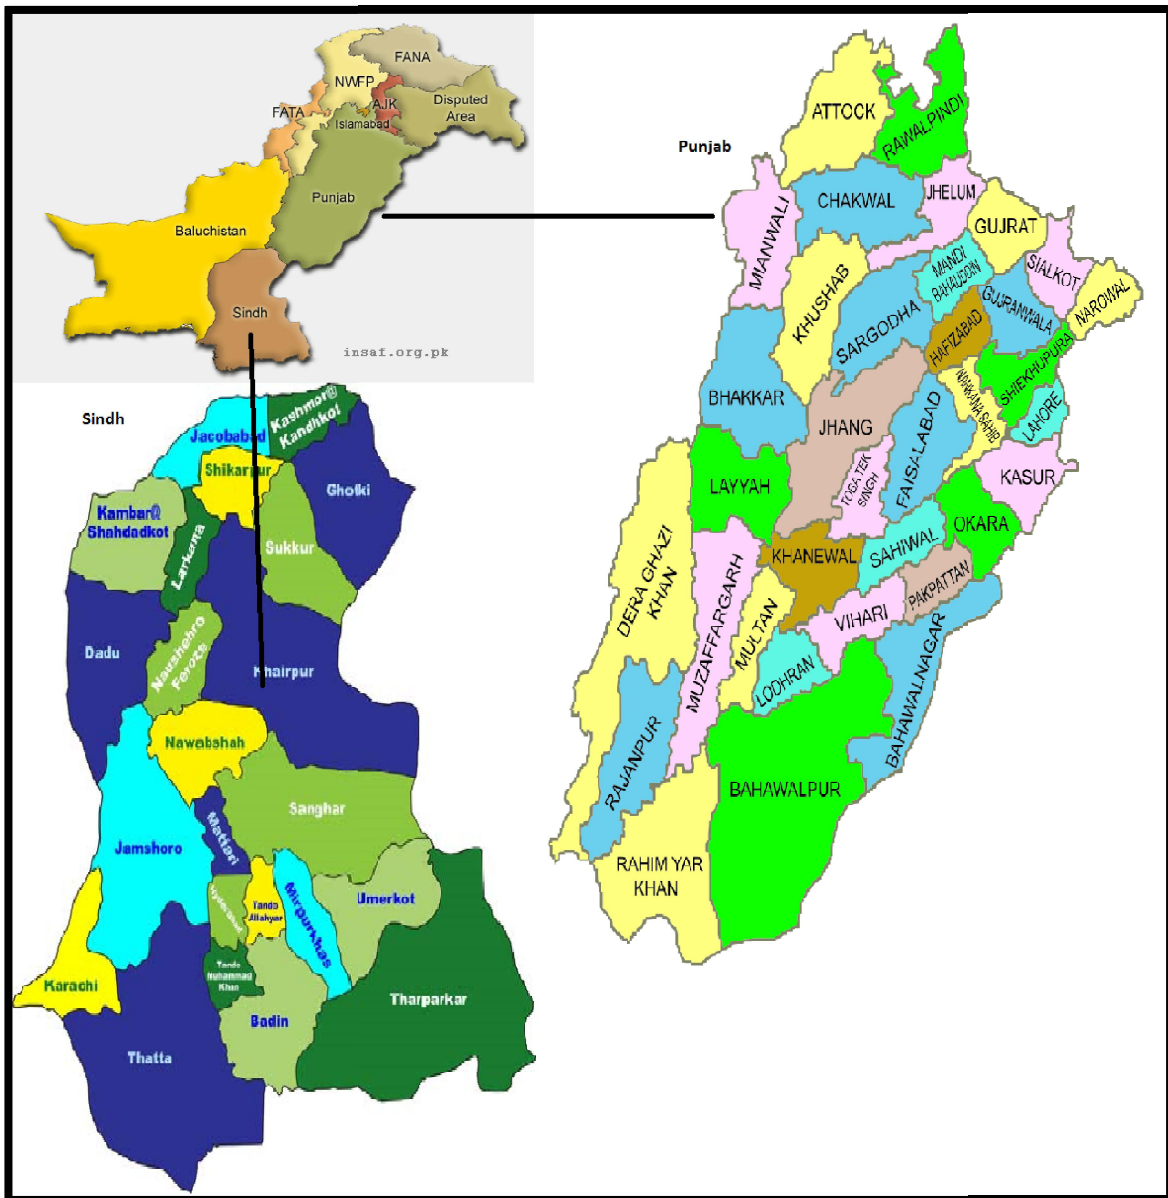 FANA
NWFP
AJK
Disputed
Area
FATA
Islamabad
Punjab
Baluchistan
Sindh
insaf.org.pk
Punjab
ATTOCK
RAWALPINDI
CHAKWAL
JHELUM
MIANWALI
GUJRAT
MANDI
BAHAUDDIN
SIALKOT
NAROWAL
KHUSHAB
SARGODHA
GUJRANWALA
HAFIZABAD
SHIEKHUPURA
BHAKKAR
JHANG
FAISALABAD
NANKANA SAHIB
LAHORE
LAYYAH
TOBA TEK
SINGH
KASUR
OKARA
DERA GHAZI
KHAN
MUZAFFARGARH
KHANEWAL
SAHIWAL
PAKPATTAN
MULTAN
VIHARI
LODHRAN
BAHAWALNAGAR
RAJANPUR
BAHAWALPUR
RAHIM YAR
KHAN
Sindh
Jacobabad
Kashmor@
Kandhkot
Shikarpur
Ghotki
Kambar@
Shahdadkot
Larkana
Sukkur
Dadu
Naushehro
Feroze
Khairpur
Nawabshah
Sanghar
Matiari
Jamshoro
Hyderabad
Tando
Allahyar
Mirpurkhas
Umerkot
Karachi
Tando
Muhammad
Khan
Badin
Tharparkar
Thatta